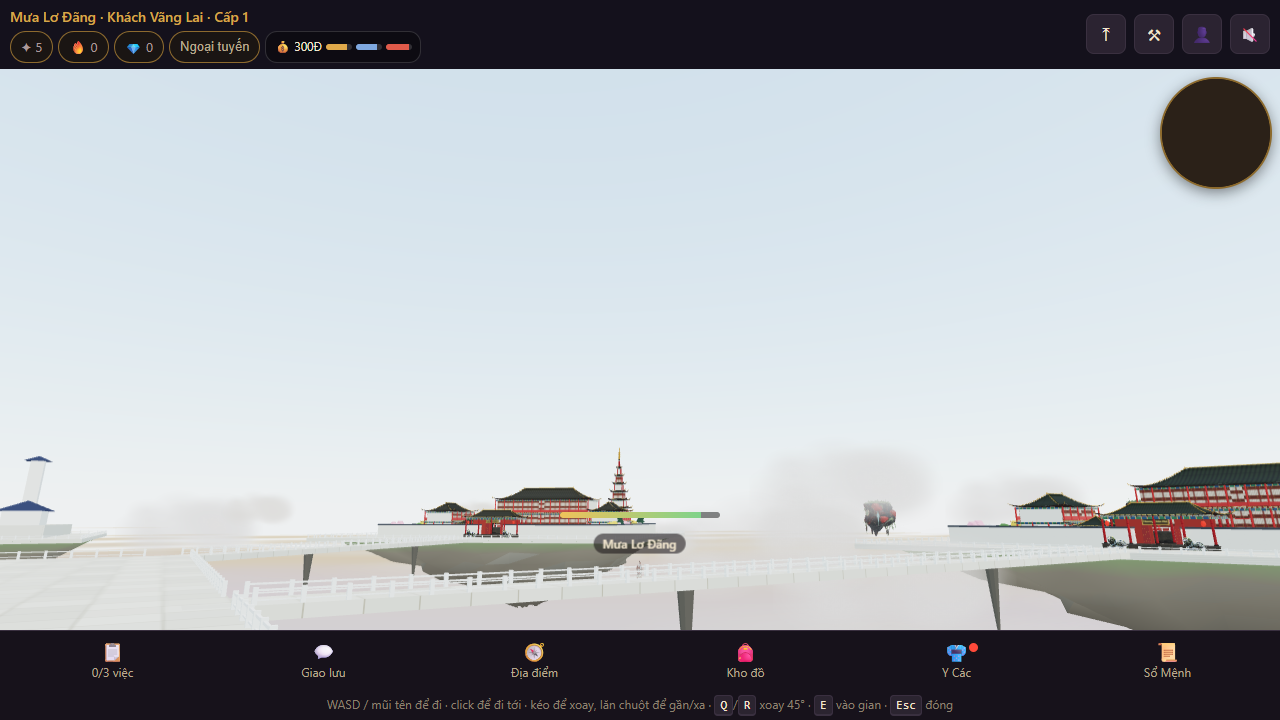 Mưa Lơ Đãng · Khách Vãng Lai · Cấp 1
5
0
0
Ngoại tuyến
300Đ
Mưa Lơ Đãng
0/3 việc
Giao lưu
Địa điểm
Kho đồ
Y Các
Sổ Mệnh
WASD / mũi tên để đi · click để đi tới · kéo để xoay, lăn chuột để gần/xa · Q / R xoay 45° · E vào gian · Esc đóng